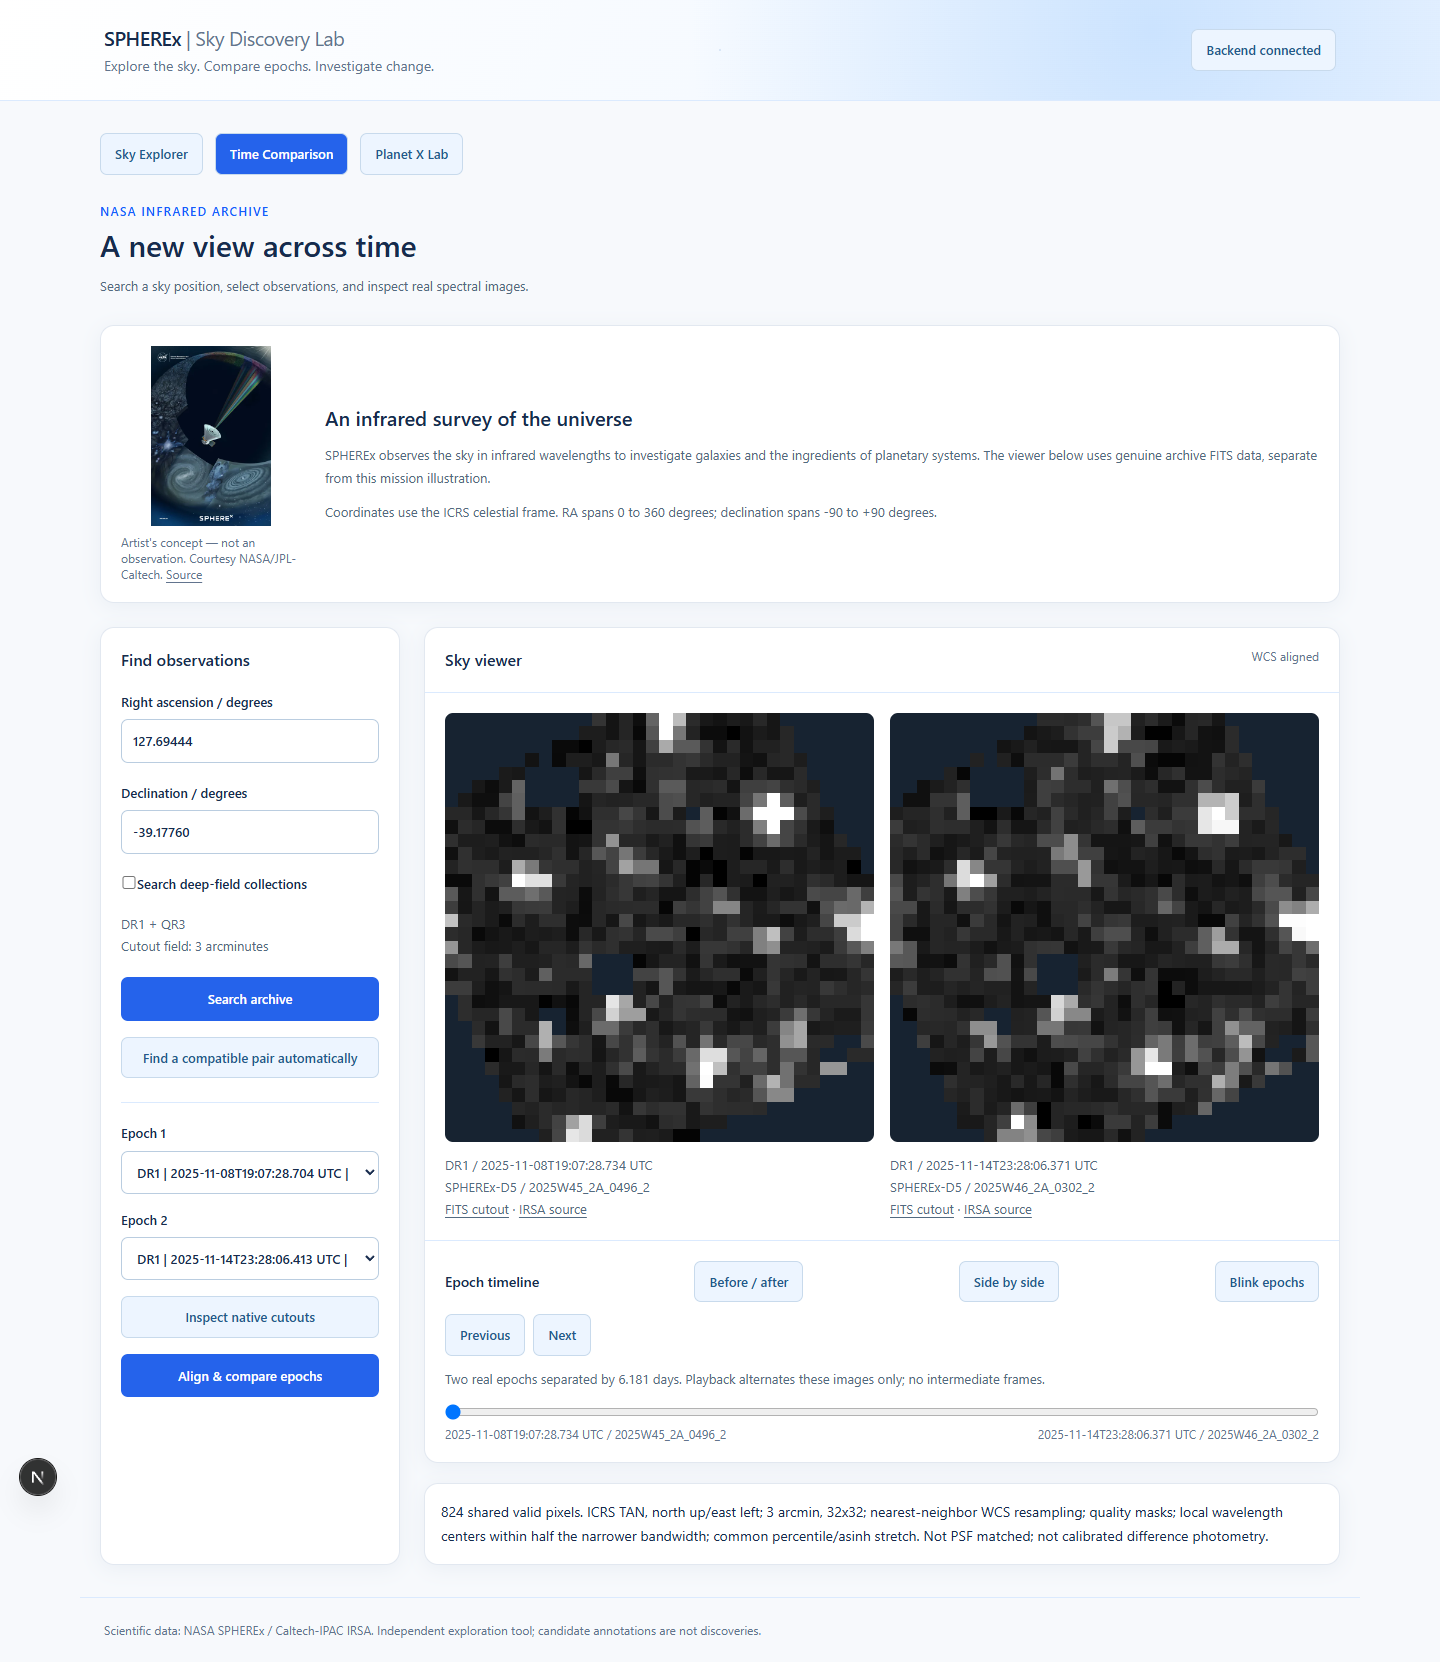 SPHEREx | Sky Discovery Lab
Explore the sky. Compare epochs. Investigate change.
Backend connected
Sky Explorer
Time Comparison
Planet X Lab
NASA INFRARED ARCHIVE
A new view across time
Search a sky position, select observations, and inspect real spectral images.
SPHEREx
Artist's concept — not an
observation. Courtesy NASA/JPL-
Caltech. Source
An infrared survey of the universe
SPHEREx observes the sky in infrared wavelengths to investigate galaxies and the ingredients of planetary systems. The viewer below uses genuine archive FITS data, separate
from this mission illustration.
Coordinates use the ICRS celestial frame. RA spans 0 to 360 degrees; declination spans -90 to +90 degrees.
Find observations
Right ascension / degrees
127.69444
Declination / degrees
-39.17760
Search deep-field collections
DR1 + QR3
Cutout field: 3 arcminutes
Search archive
Find a compatible pair automatically
Epoch 1
DR1 | 2025-11-08T19:07:28.704 UTC |
Epoch 2
DR1 | 2025-11-14T23:28:06.413 UTC |
Inspect native cutouts
Align & compare epochs
Sky viewer
WCS aligned
DR1 / 2025-11-08T19:07:28.734 UTC
SPHEREx-D5 / 2025W45_2A_0496_2
FITS cutout · IRSA source
DR1 / 2025-11-14T23:28:06.371 UTC
SPHEREx-D5 / 2025W46_2A_0302_2
FITS cutout · IRSA source
Epoch timeline
Before / after
Side by side
Blink epochs
Previous
Next
Two real epochs separated by 6.181 days. Playback alternates these images only; no intermediate frames.
2025-11-08T19:07:28.734 UTC / 2025W45_2A_0496_2
2025-11-14T23:28:06.371 UTC / 2025W46_2A_0302_2
824 shared valid pixels. ICRS TAN, north up/east left; 3 arcmin, 32x32; nearest-neighbor WCS resampling; quality masks; local wavelength
centers within half the narrower bandwidth; common percentile/asinh stretch. Not PSF matched; not calibrated difference photometry.
N
Scientific data: NASA SPHEREx / Caltech-IPAC IRSA. Independent exploration tool; candidate annotations are not discoveries.